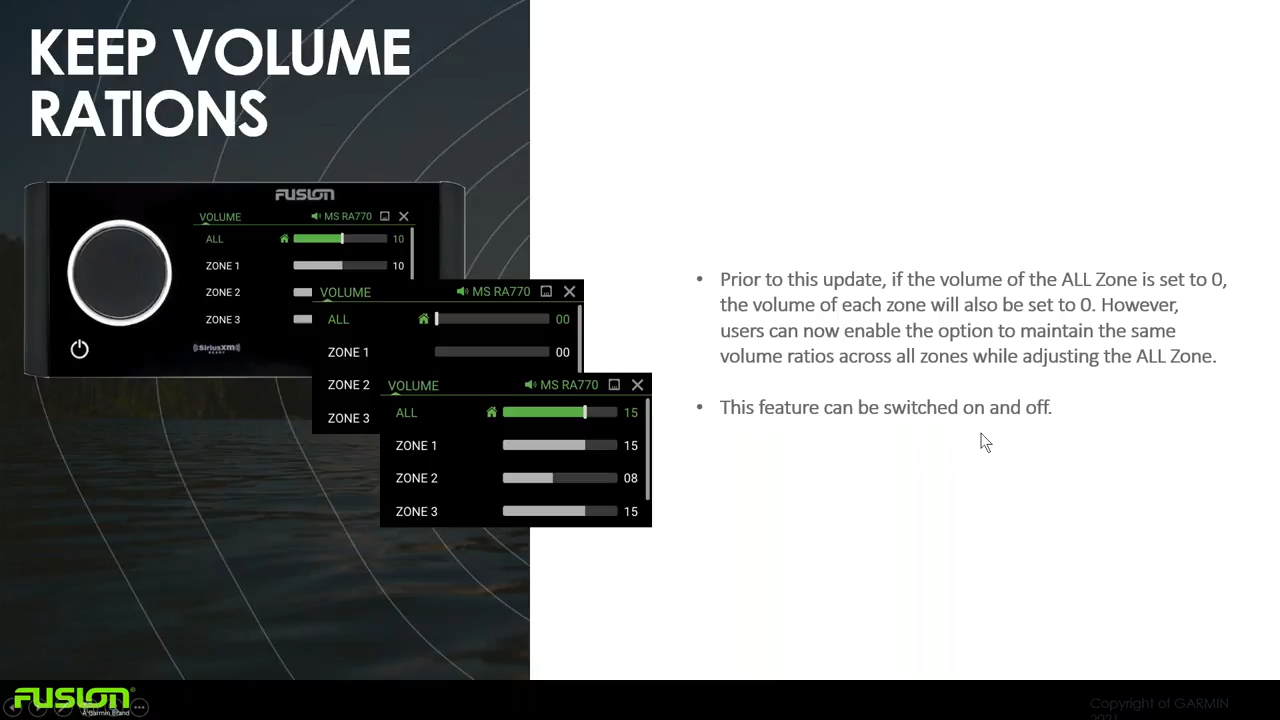 KEEP VOLUME
RATIONS
FUSION
VOLUME MS RA770
ALL 10
ZONE 1 10
ZONE 2
ZONE 3
SiriusXm
READY
VOLUME MS RA770
ALL 00
ZONE 1 00
ZONE 2
ZONE 3
VOLUME MS RA770
ALL 15
ZONE 1 15
ZONE 2 08
ZONE 3 15
• Prior to this update, if the volume of the ALL Zone is set to 0,
the volume of each zone will also be set to 0. However,
users can now enable the option to maintain the same
volume ratios across all zones while adjusting the ALL Zone.
• This feature can be switched on and off.
FUSION®
A Garmin Brand
Copyright of GARMIN
2021